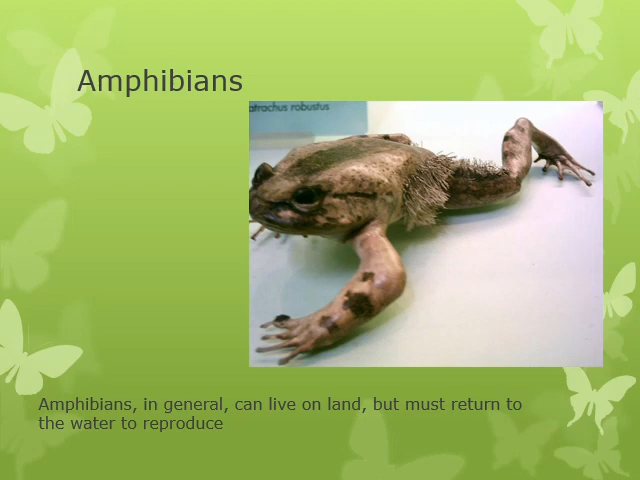 Amphibians
atrachus robustus
Amphibians, in general, can live on land, but must return to
the water to reproduce